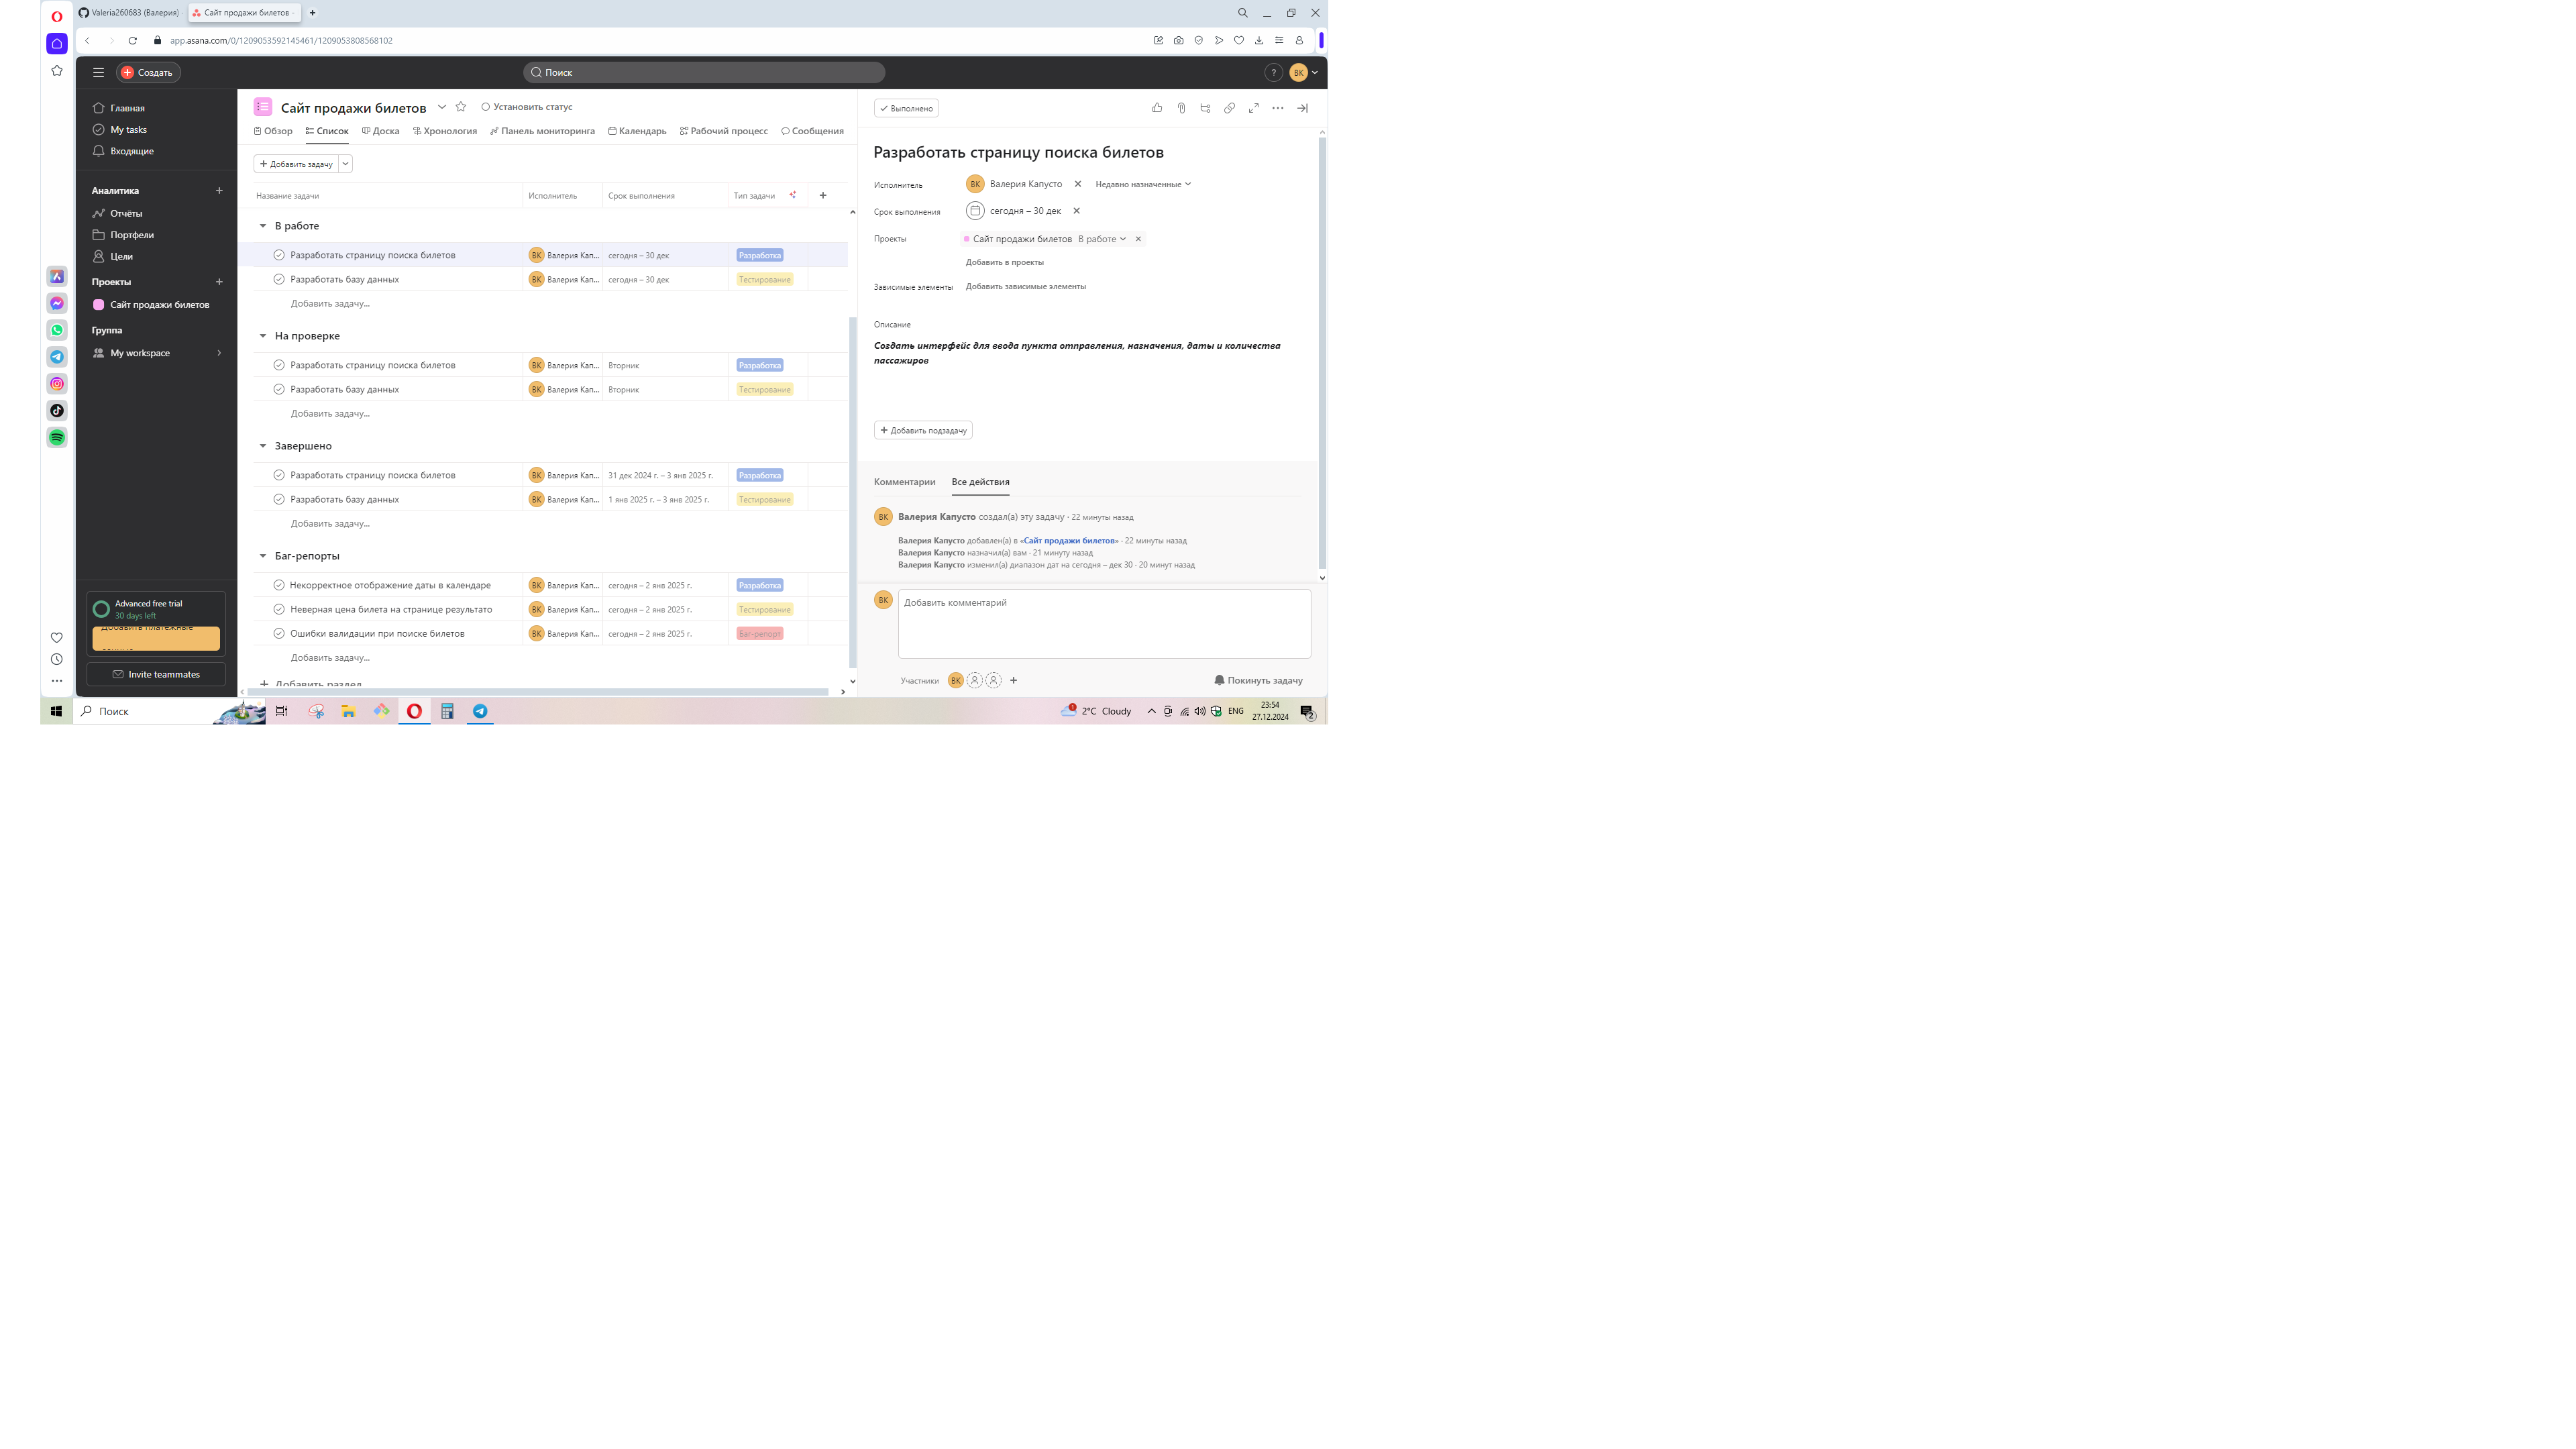 Valeria260683 (Валерия)
Сайт продажи билетов -
app.asana.com/0/1209053592145461/1209053808568102
Создать
Поиск
?
ВК
Главная
My tasks
Входящие
Аналитика
Отчёты
Портфели
Цели
Проекты
Сайт продажи билетов
Группа
My workspace
Advanced free trial
30 days left
Добавить платежные
Invite teammates
Сайт продажи билетов
Установить статус
Обзор
Список
Доска
Хронология
Панель мониторинга
Календарь
Рабочий процесс
Сообщения
Добавить задачу
Название задачи Исполнитель Срок выполнения Тип задачи
В работе
Разработать страницу поиска билетов ВК Валерия Кап... сегодня – 30 дек Разработка
Разработать базу данных ВК Валерия Кап... сегодня – 30 дек Тестирование
Добавить задачу...
На проверке
Разработать страницу поиска билетов ВК Валерия Кап... Вторник Разработка
Разработать базу данных ВК Валерия Кап... Вторник Тестирование
Добавить задачу...
Завершено
Разработать страницу поиска билетов ВК Валерия Кап... 31 дек 2024 г. – 3 янв 2025 г. Разработка
Разработать базу данных ВК Валерия Кап... 1 янв 2025 г. – 3 янв 2025 г. Тестирование
Добавить задачу...
Баг-репорты
Некорректное отображение даты в календаре ВК Валерия Кап... сегодня – 2 янв 2025 г. Разработка
Неверная цена билета на странице результато ВК Валерия Кап... сегодня – 2 янв 2025 г. Тестирование
Ошибки валидации при поиске билетов ВК Валерия Кап... сегодня – 2 янв 2025 г. Баг-репорт
Добавить задачу...
Добавить раздел
Выполнено
Разработать страницу поиска билетов
Исполнитель ВК Валерия Капусто Недавно назначенные
Срок выполнения сегодня – 30 дек
Проекты Сайт продажи билетов В работе
Добавить в проекты
Зависимые элементы Добавить зависимые элементы
Описание
Создать интерфейс для ввода пункта отправления, назначения, даты и количества
пассажиров
Добавить подзадачу
Комментарии Все действия
ВК Валерия Капусто создал(а) эту задачу · 22 минуты назад
Валерия Капусто добавлен(а) в «Сайт продажи билетов» · 22 минуты назад
Валерия Капусто назначил(а) вам · 21 минуту назад
Валерия Капусто изменил(а) диапазон дат на сегодня – дек 30 · 20 минут назад
ВК Добавить комментарий
Участники ВК Покинуть задачу
Поиск
1
2°C Cloudy
ENG
23:54
27.12.2024
2